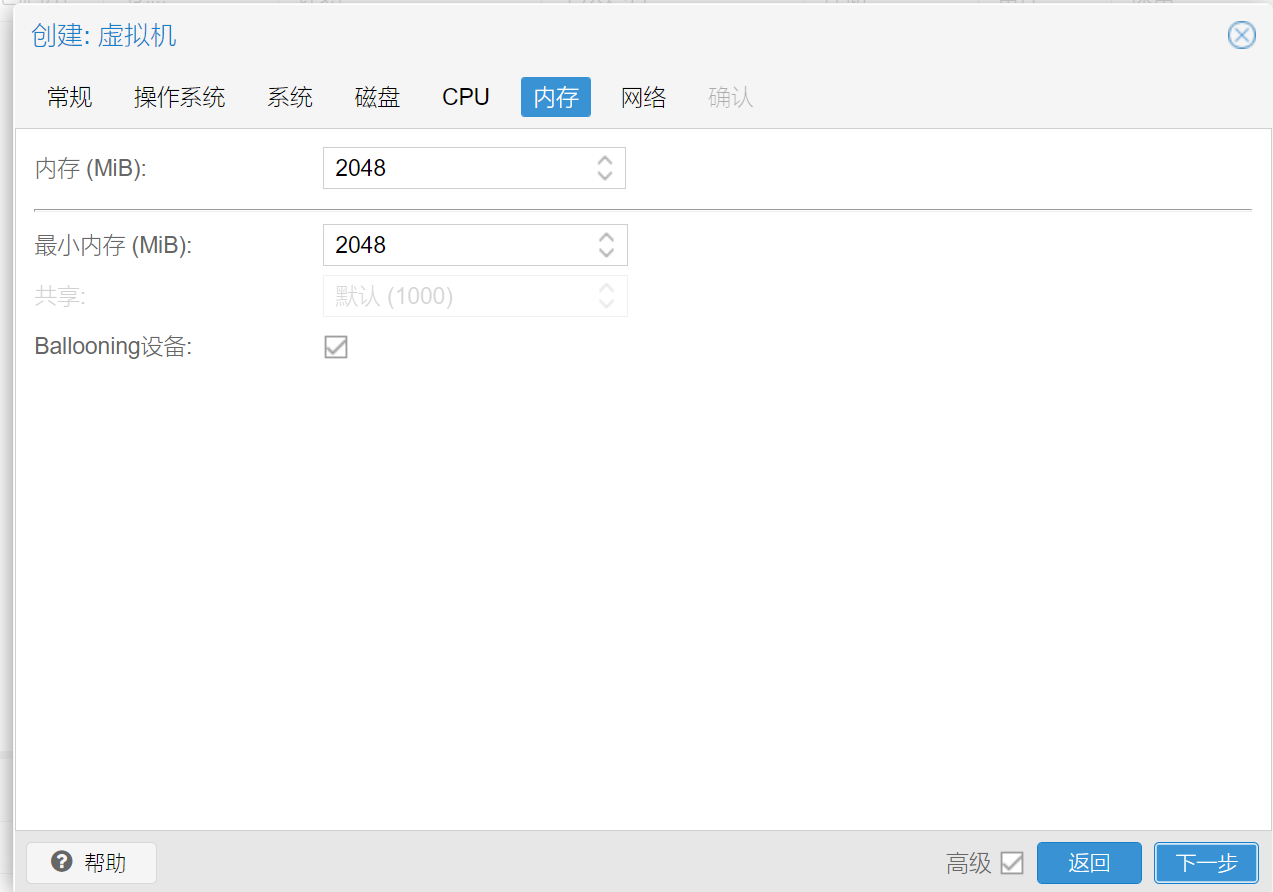 创建: 虚拟机
常规 操作系统 系统 磁盘 CPU 内存 网络 确认
内存 (MiB): 2048
最小内存 (MiB): 2048
共享: 默认 (1000)
Ballooning设备:
帮助 高级 返回 下一步